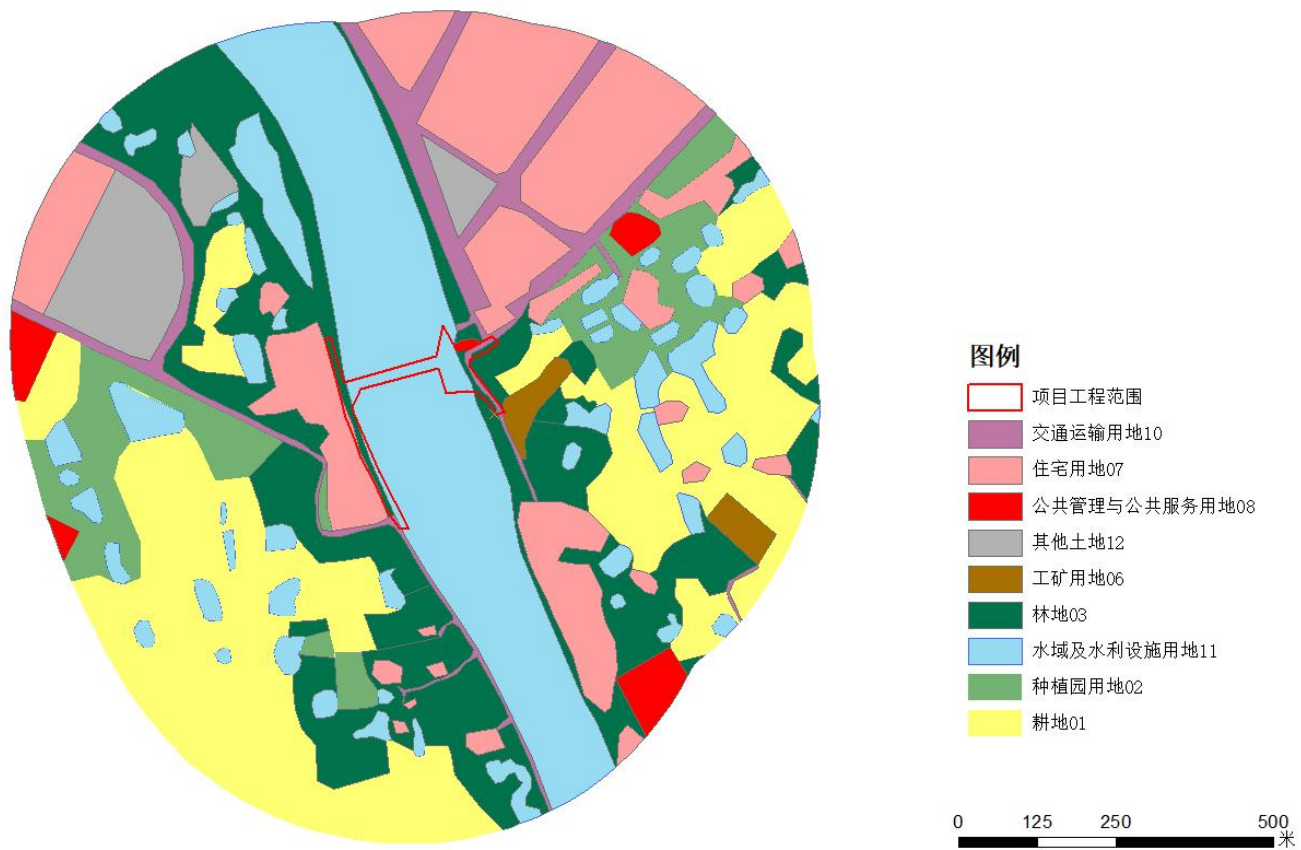 图例
项目工程范围
交通运输用地10
住宅用地07
公共管理与公共服务用地08
其他土地12
工矿用地06
林地03
水域及水利设施用地11
种植园用地02
耕地01
0 125 250 500
米